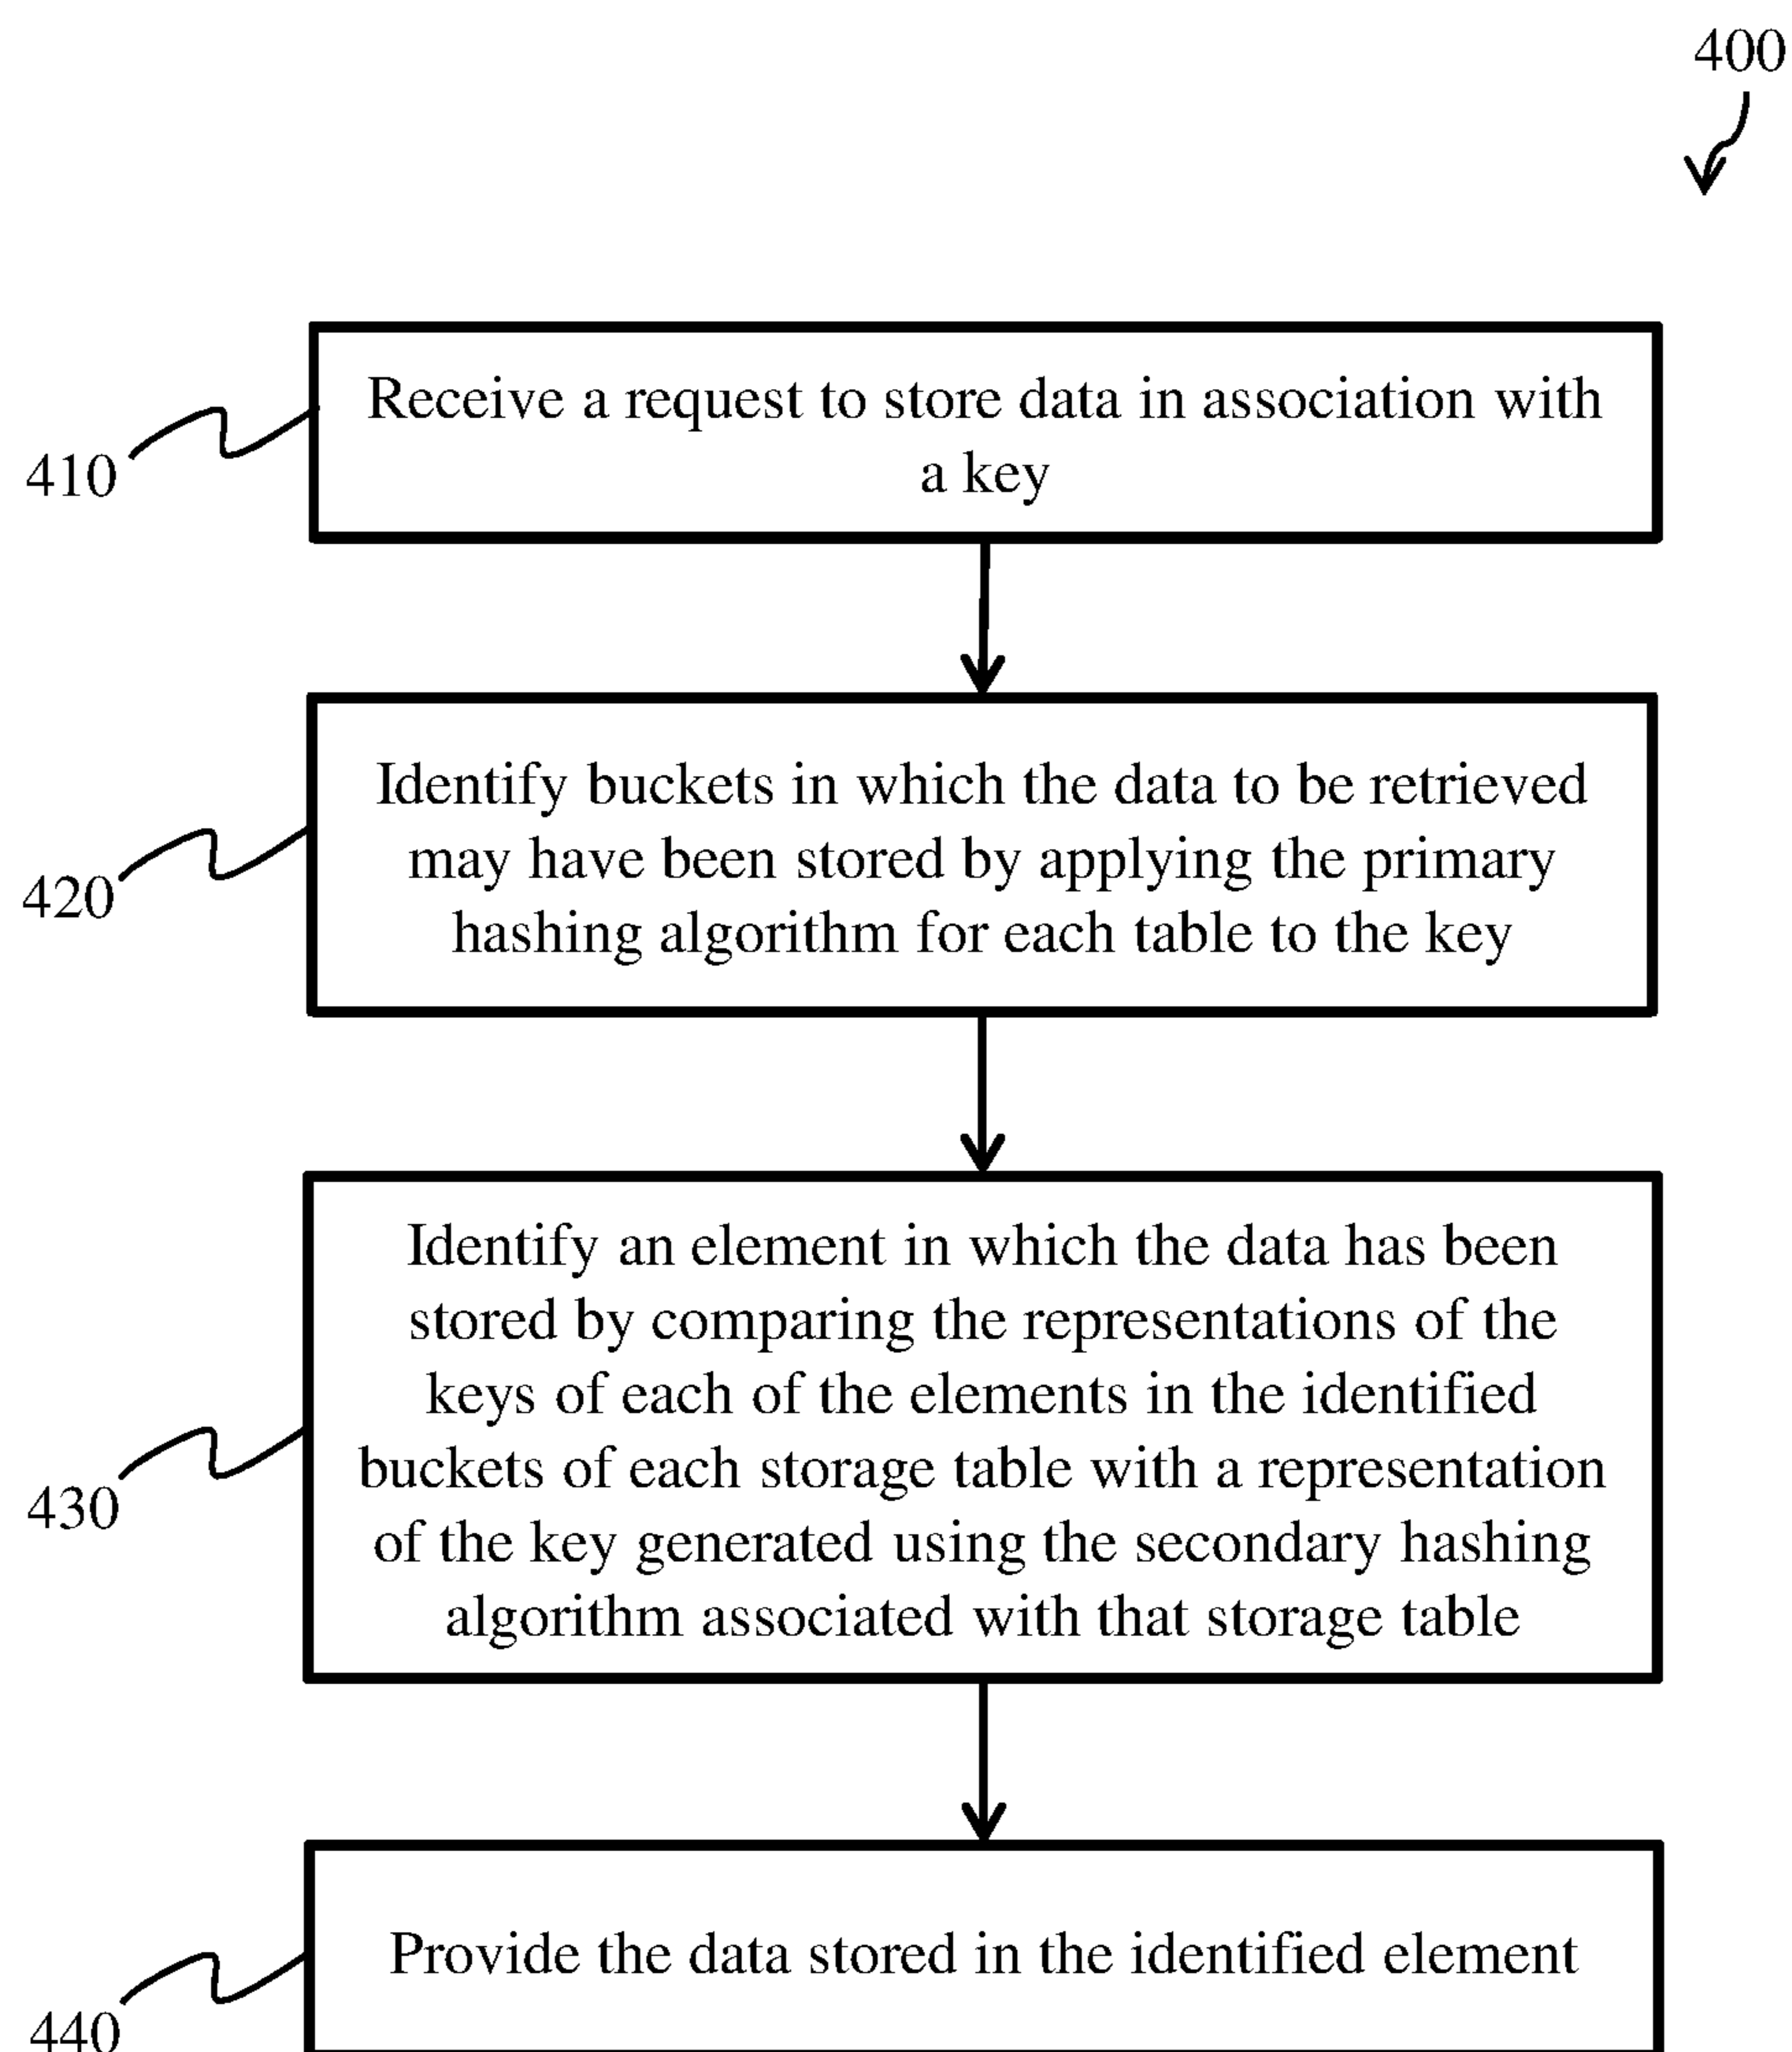 400
Receive a request to store data in association with
a key
410
Identify buckets in which the data to be retrieved
may have been stored by applying the primary
hashing algorithm for each table to the key
420
Identify an element in which the data has been
stored by comparing the representations of the
keys of each of the elements in the identified
buckets of each storage table with a representation
of the key generated using the secondary hashing
algorithm associated with that storage table
430
Provide the data stored in the identified element
440